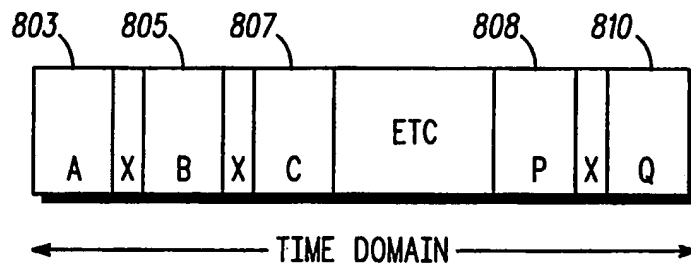 803 805 807 808 810
ETC
A X B X C P X Q
TIME DOMAIN